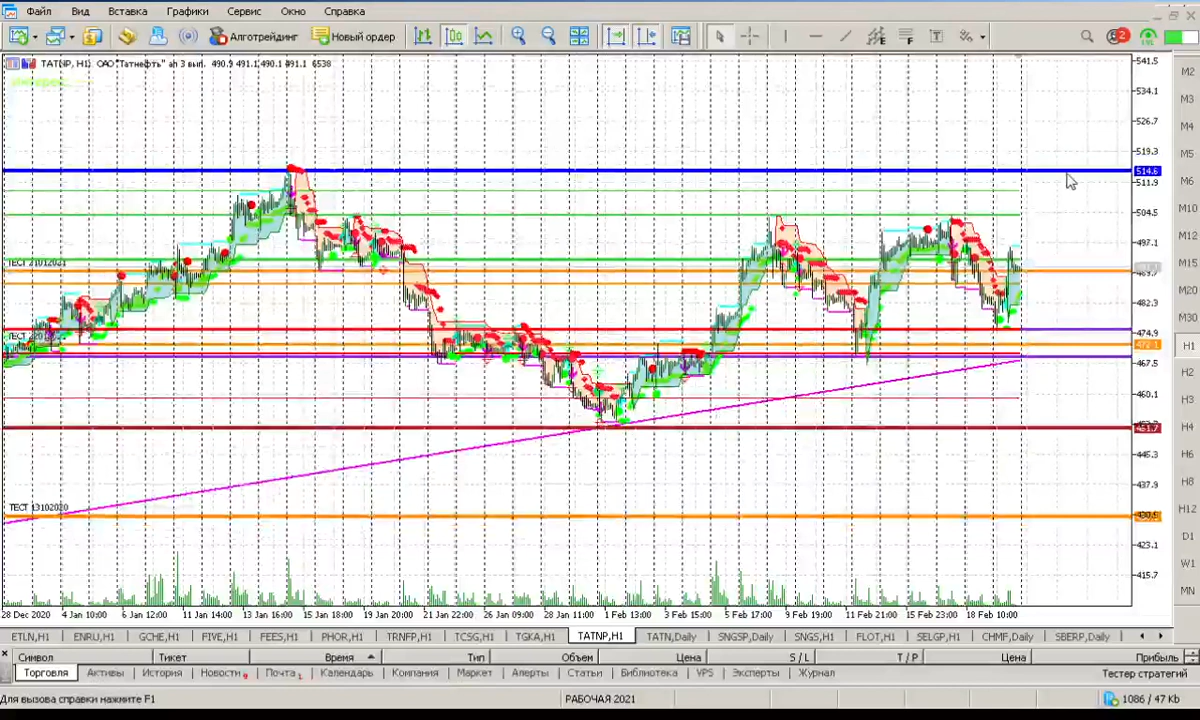 Файл Вид Вставка Графики Сервис Окно Справка
Алготрейдинг Новый ордер
2
TATNP, H1: ОАО "Татнефть" ап 3 вып. 490.9 491.1 490.1 491.1 6538
541.5
534.1
526.7
519.3
514.6
511.9
504.5
497.1
482.3
474.9
472.1
467.5
460.1
451.7
445.3
437.9
423.1
415.7
ТЕСТ 21012021
ТЕСТ 13102020
28 Dec 2020 4 Jan 10:00 6 Jan 12:00 11 Jan 14:00 13 Jan 16:00 15 Jan 18:00 19 Jan 20:00 21 Jan 22:00 26 Jan 09:00 28 Jan 11:00 1 Feb 13:00 3 Feb 15:00 5 Feb 17:00 9 Feb 19:00 11 Feb 21:00 15 Feb 23:00 18 Feb 10:00
M2
M3
M4
M5
M6
M10
M12
M15
M20
M30
H1
H2
H3
H4
H6
H8
H12
D1
W1
MN
ETLN,H1 ENRU,H1 GCHE,H1 FIVE,H1 FEES,H1 PHOR,H1 TRNFP,H1 TCSG,H1 TGKA,H1 TATNP,H1 TATN,Daily SNGSP,Daily SNGS,H1 FLOT,H1 SELGP,H1 CHMF,Daily SBERP,Daily
Символ Тикет Время Тип Объем Цена S / L T / P Цена Прибыль
Торговля Активы История Новости Почта Календарь Компания Маркет Алерты Статьи Библиотека VPS Эксперты Журнал Тестер стратегий
Для вызова справки нажмите F1 РАБОЧАЯ 2021 1086 / 47 Kb